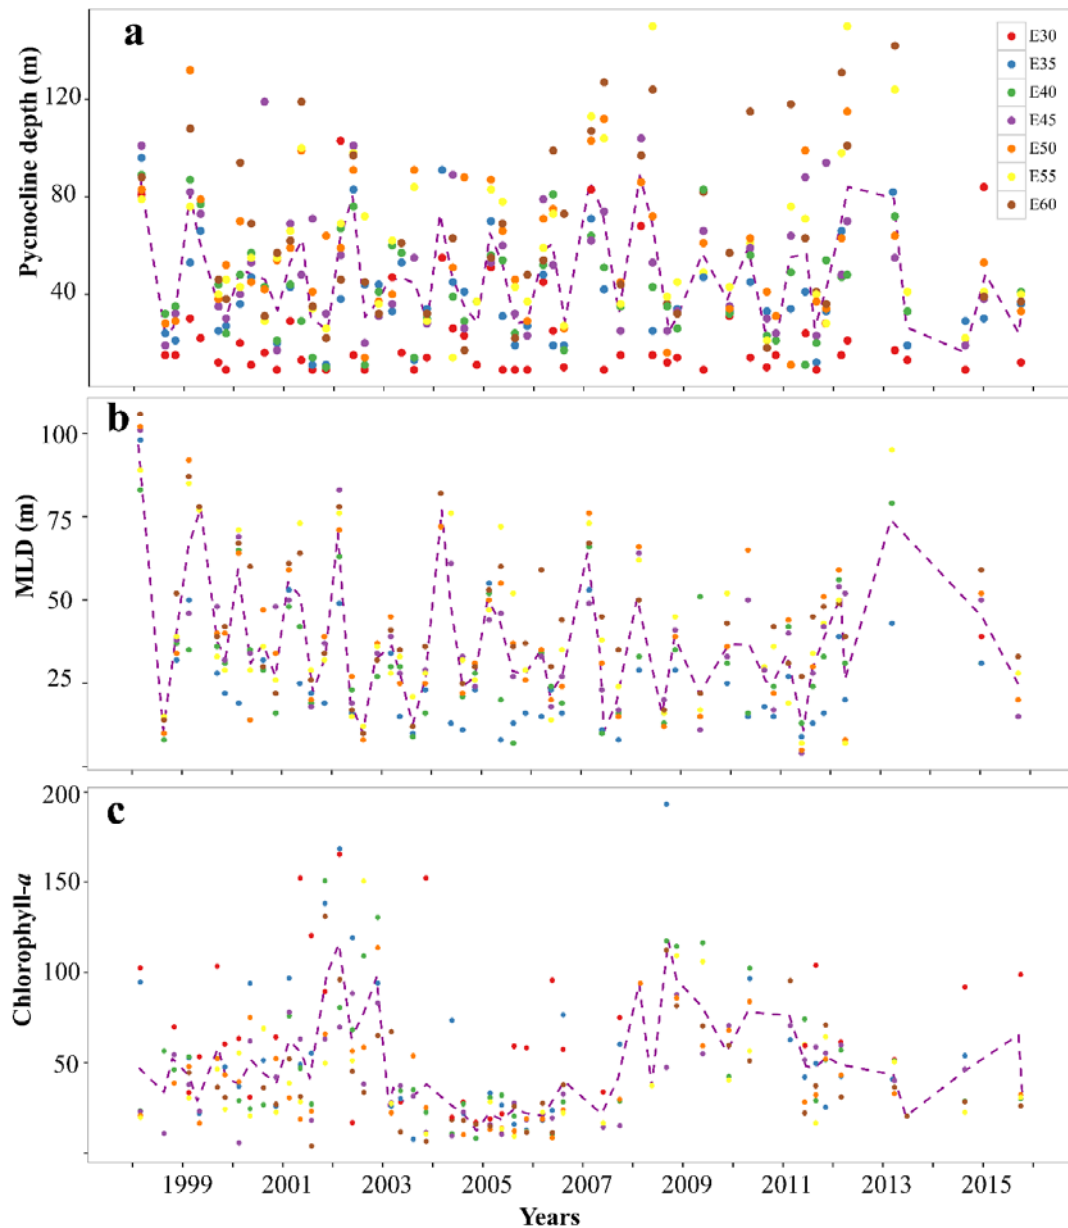 a
Pycnocline depth (m)
120
80
40
E30
E35
E40
E45
E50
E55
E60
b
MLD (m)
100
75
50
25
c
Chlorophyll-a
200
150
100
50
1999 2001 2003 2005 2007 2009 2011 2013 2015
Years